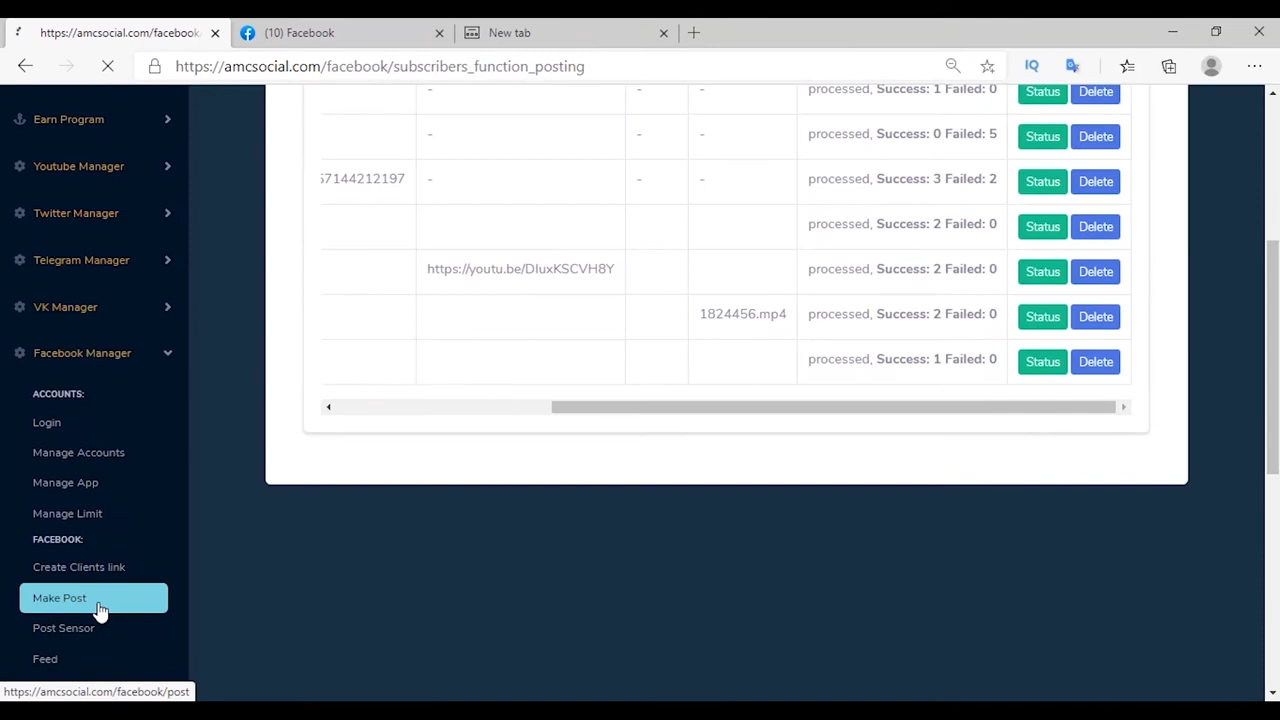 https://amcsocial.com/facebook
(10) Facebook
New tab
https://amcsocial.com/facebook/subscribers_function_posting
Earn Program
Youtube Manager
Twitter Manager
Telegram Manager
VK Manager
Facebook Manager
ACCOUNTS:
Login
Manage Accounts
Manage App
Manage Limit
FACEBOOK:
Create Clients link
Make Post
Post Sensor
Feed
https://amcsocial.com/facebook/post
- - - processed, Success: 1 Failed: 0 Status Delete
- - - processed, Success: 0 Failed: 5 Status Delete
57144212197 - - - processed, Success: 3 Failed: 2 Status Delete
processed, Success: 2 Failed: 0 Status Delete
https://youtu.be/DIuxKSCVH8Y processed, Success: 2 Failed: 0 Status Delete
1824456.mp4 processed, Success: 2 Failed: 0 Status Delete
processed, Success: 1 Failed: 0 Status Delete